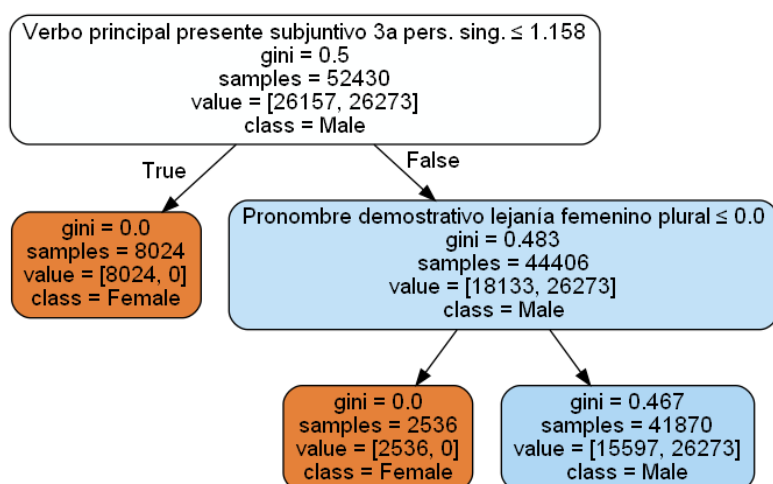 Verbo principal presente subjuntivo 3a pers. sing. ≤ 1.158
gini = 0.5
samples = 52430
value = [26157, 26273]
class = Male
True
False
gini = 0.0
samples = 8024
value = [8024, 0]
class = Female
Pronombre demostrativo lejanía femenino plural ≤ 0.0
gini = 0.483
samples = 44406
value = [18133, 26273]
class = Male
gini = 0.0
samples = 2536
value = [2536, 0]
class = Female
gini = 0.467
samples = 41870
value = [15597, 26273]
class = Male